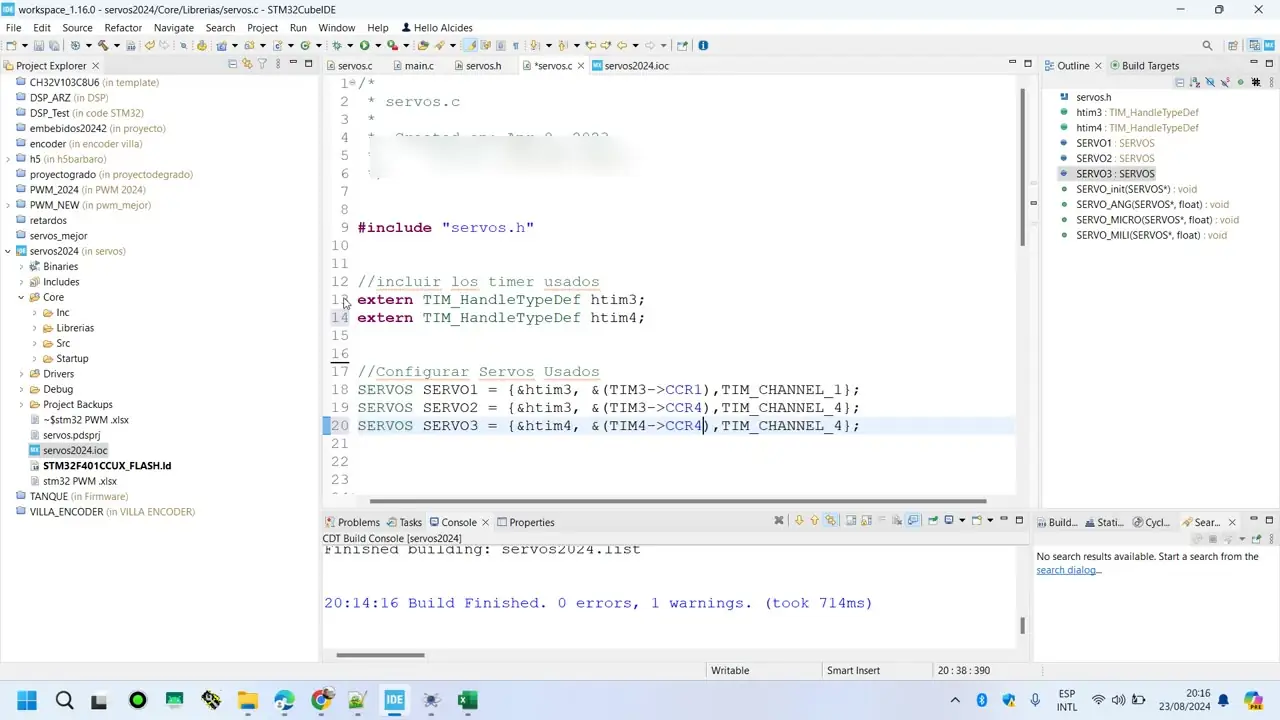 workspace_1.16.0 - servos2024/Core/Librerias/servos.c - STM32CubeIDE
File Edit Source Refactor Navigate Search Project Run Window Help Hello Alcides
Project Explorer
CH32V103C8U6 (in template)
DSP_ARZ (in DSP)
DSP_Test (in code STM32)
embebidos20242 (in proyecto)
encoder (in encoder villa)
h5 (in h5barbaro)
proyectogrado (in proyectodegrado)
PWM_2024 (in PWM 2024)
PWM_NEW (in pwm_mejor)
retardos
servos_mejor
servos2024 (in servos)
Binaries
Includes
Core
Inc
Librerias
Src
Startup
Drivers
Debug
Project Backups
~$stm32 PWM .xlsx
servos.pdsprj
servos2024.ioc
STM32F401CCUX_FLASH.ld
stm32 PWM .xlsx
TANQUE (in Firmware)
VILLA_ENCODER (in VILLA ENCODER)
servos.c main.c servos.h *servos.c servos2024.ioc
1 /*
2 * servos.c
3 *
4 * Created on: Apr 9, 2023
5
6
7
8
9 #include "servos.h"
10
11
12 //incluir los timer usados
13 extern TIM_HandleTypeDef htim3;
14 extern TIM_HandleTypeDef htim4;
15
16
17 //Configurar Servos Usados
18 SERVOS SERVO1 = {&htim3, &(TIM3->CCR1),TIM_CHANNEL_1};
19 SERVOS SERVO2 = {&htim3, &(TIM3->CCR4),TIM_CHANNEL_4};
20 SERVOS SERVO3 = {&htim4, &(TIM4->CCR4),TIM_CHANNEL_4};
21
22
23
Problems Tasks Console Properties
CDT Build Console [servos2024]
Finished building: servos2024.list
20:14:16 Build Finished. 0 errors, 1 warnings. (took 714ms)
Outline Build Targets
servos.h
htim3 : TIM_HandleTypeDef
htim4 : TIM_HandleTypeDef
SERVO1 : SERVOS
SERVO2 : SERVOS
SERVO3 : SERVOS
SERVO_init(SERVOS*) : void
SERVO_ANG(SERVOS*, float) : void
SERVO_MICRO(SERVOS*, float) : void
SERVO_MILI(SERVOS*, float) : void
Build... Stati... Cycl... Sear...
No search results available. Start a search from the
search dialog...
Writable Smart Insert 20 : 38 : 390
IDE
ESP
INTL
20:16
23/08/2024